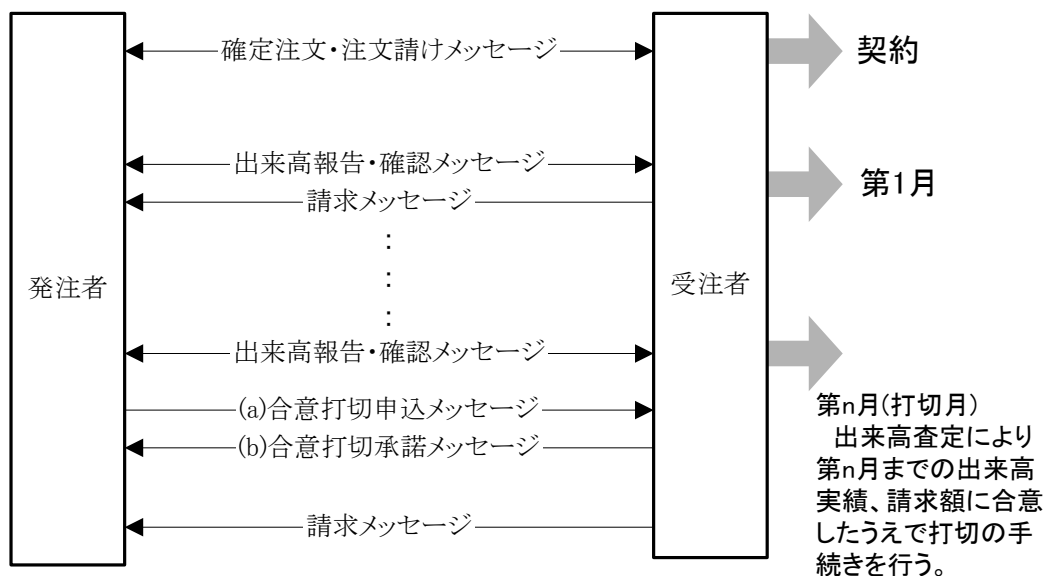 確定注文・注文請けメッセージ
契約
出来高報告・確認メッセージ
第1月
請求メッセージ
：
：
：
発注者
受注者
出来高報告・確認メッセージ
(a)合意打切申込メッセージ
(b)合意打切承諾メッセージ
請求メッセージ
第n月(打切月)
出来高査定により
第n月までの出来高
実績、請求額に合意
したうえで打切の手
続きを行う。